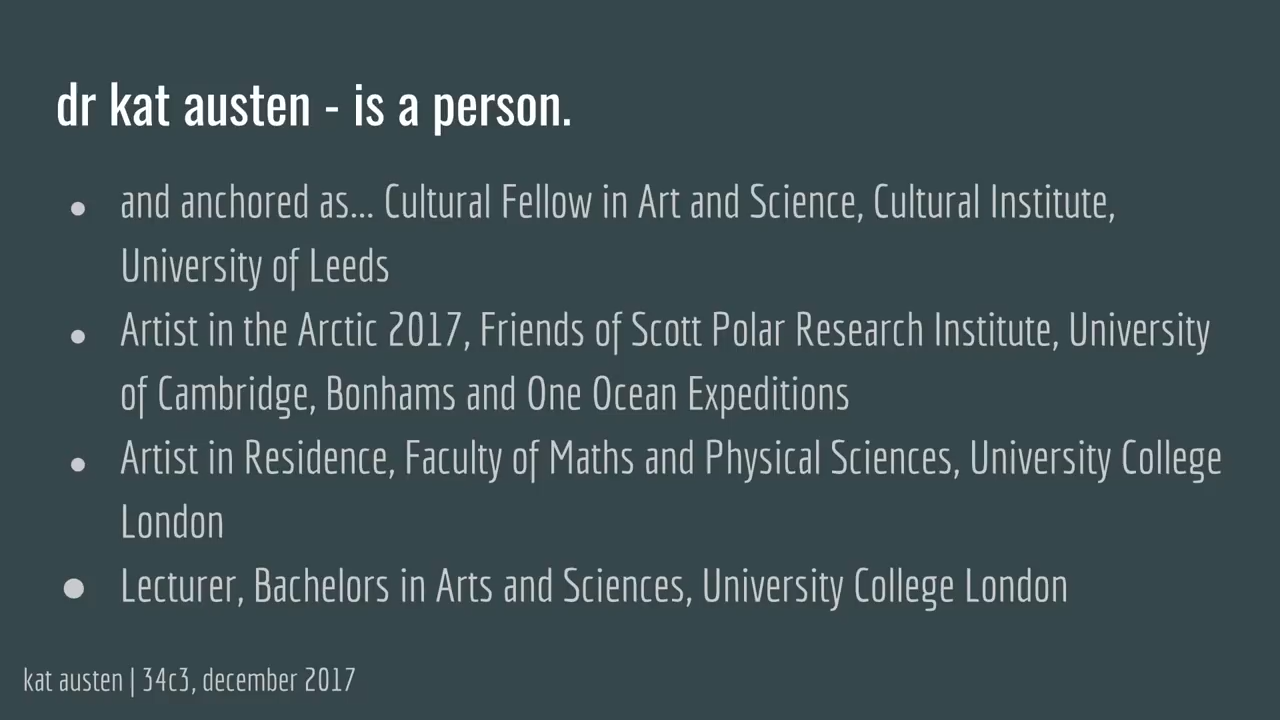 dr kat austen - is a person.
● and anchored as... Cultural Fellow in Art and Science, Cultural Institute,
University of Leeds
● Artist in the Arctic 2017, Friends of Scott Polar Research Institute, University
of Cambridge, Bonhams and One Ocean Expeditions
● Artist in Residence, Faculty of Maths and Physical Sciences, University College
London
● Lecturer, Bachelors in Arts and Sciences, University College London
kat austen | 34c3, december 2017